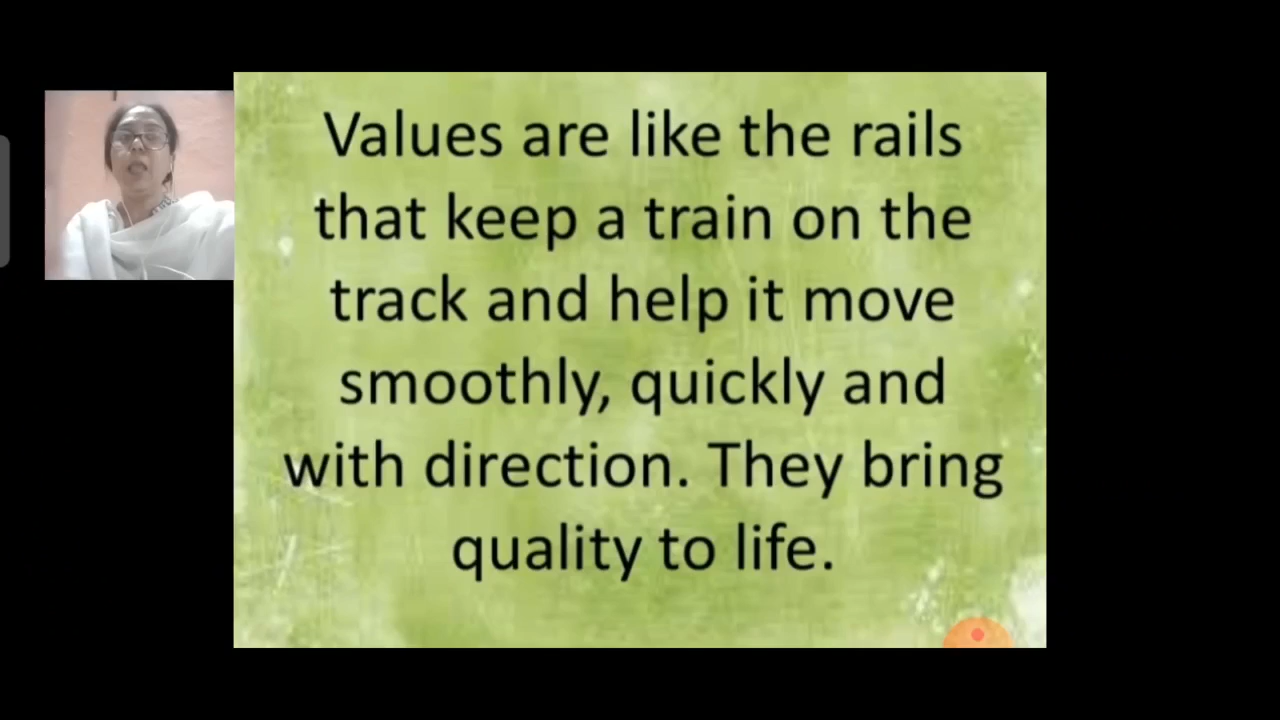 Values are like the rails
that keep a train on the
track and help it move
smoothly, quickly and
with direction. They bring
quality to life.